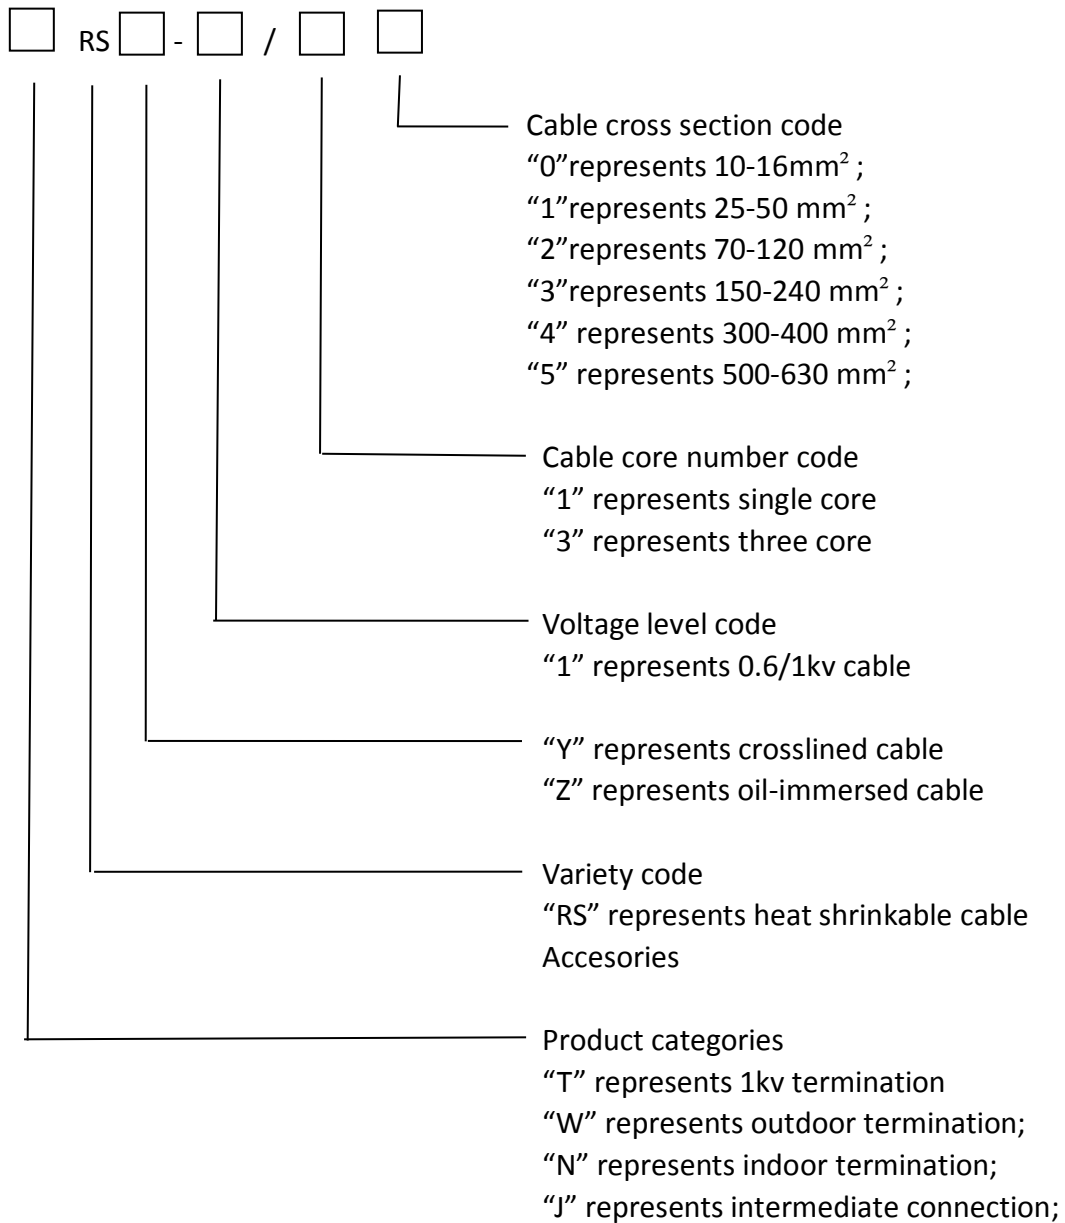 RS - /
Cable cross section code
“0”represents 10-16mm² ;
“1”represents 25-50 mm² ;
“2”represents 70-120 mm² ;
“3”represents 150-240 mm² ;
“4” represents 300-400 mm² ;
“5” represents 500-630 mm² ;
Cable core number code
“1” represents single core
“3” represents three core
Voltage level code
“1” represents 0.6/1kv cable
“Y” represents crosslined cable
“Z” represents oil-immersed cable
Variety code
“RS” represents heat shrinkable cable
Accesories
Product categories
“T” represents 1kv termination
“W” represents outdoor termination;
“N” represents indoor termination;
“J” represents intermediate connection;